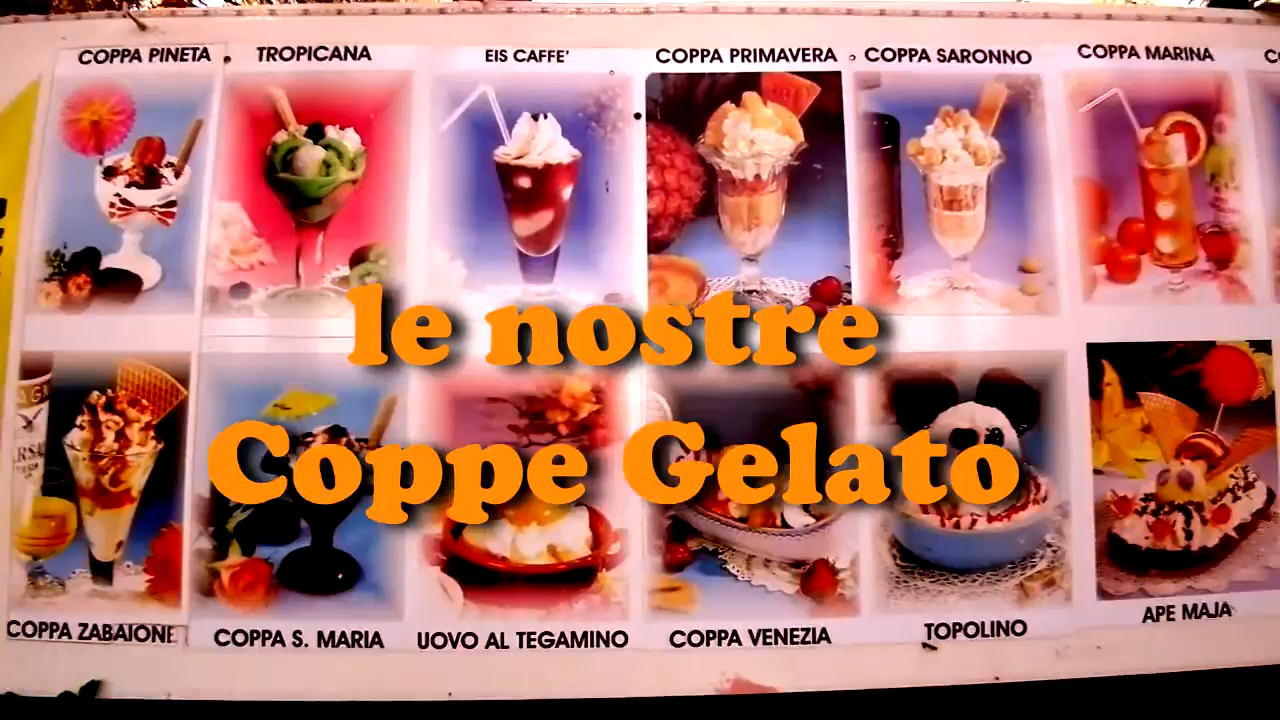 COPPA PINETA
TROPICANA
EIS CAFFE'
COPPA PRIMAVERA
COPPA SARONNO
COPPA MARINA
le nostre
Coppe Gelato
COPPA ZABAIONE
COPPA S. MARIA
UOVO AL TEGAMINO
COPPA VENEZIA
TOPOLINO
APE MAJA